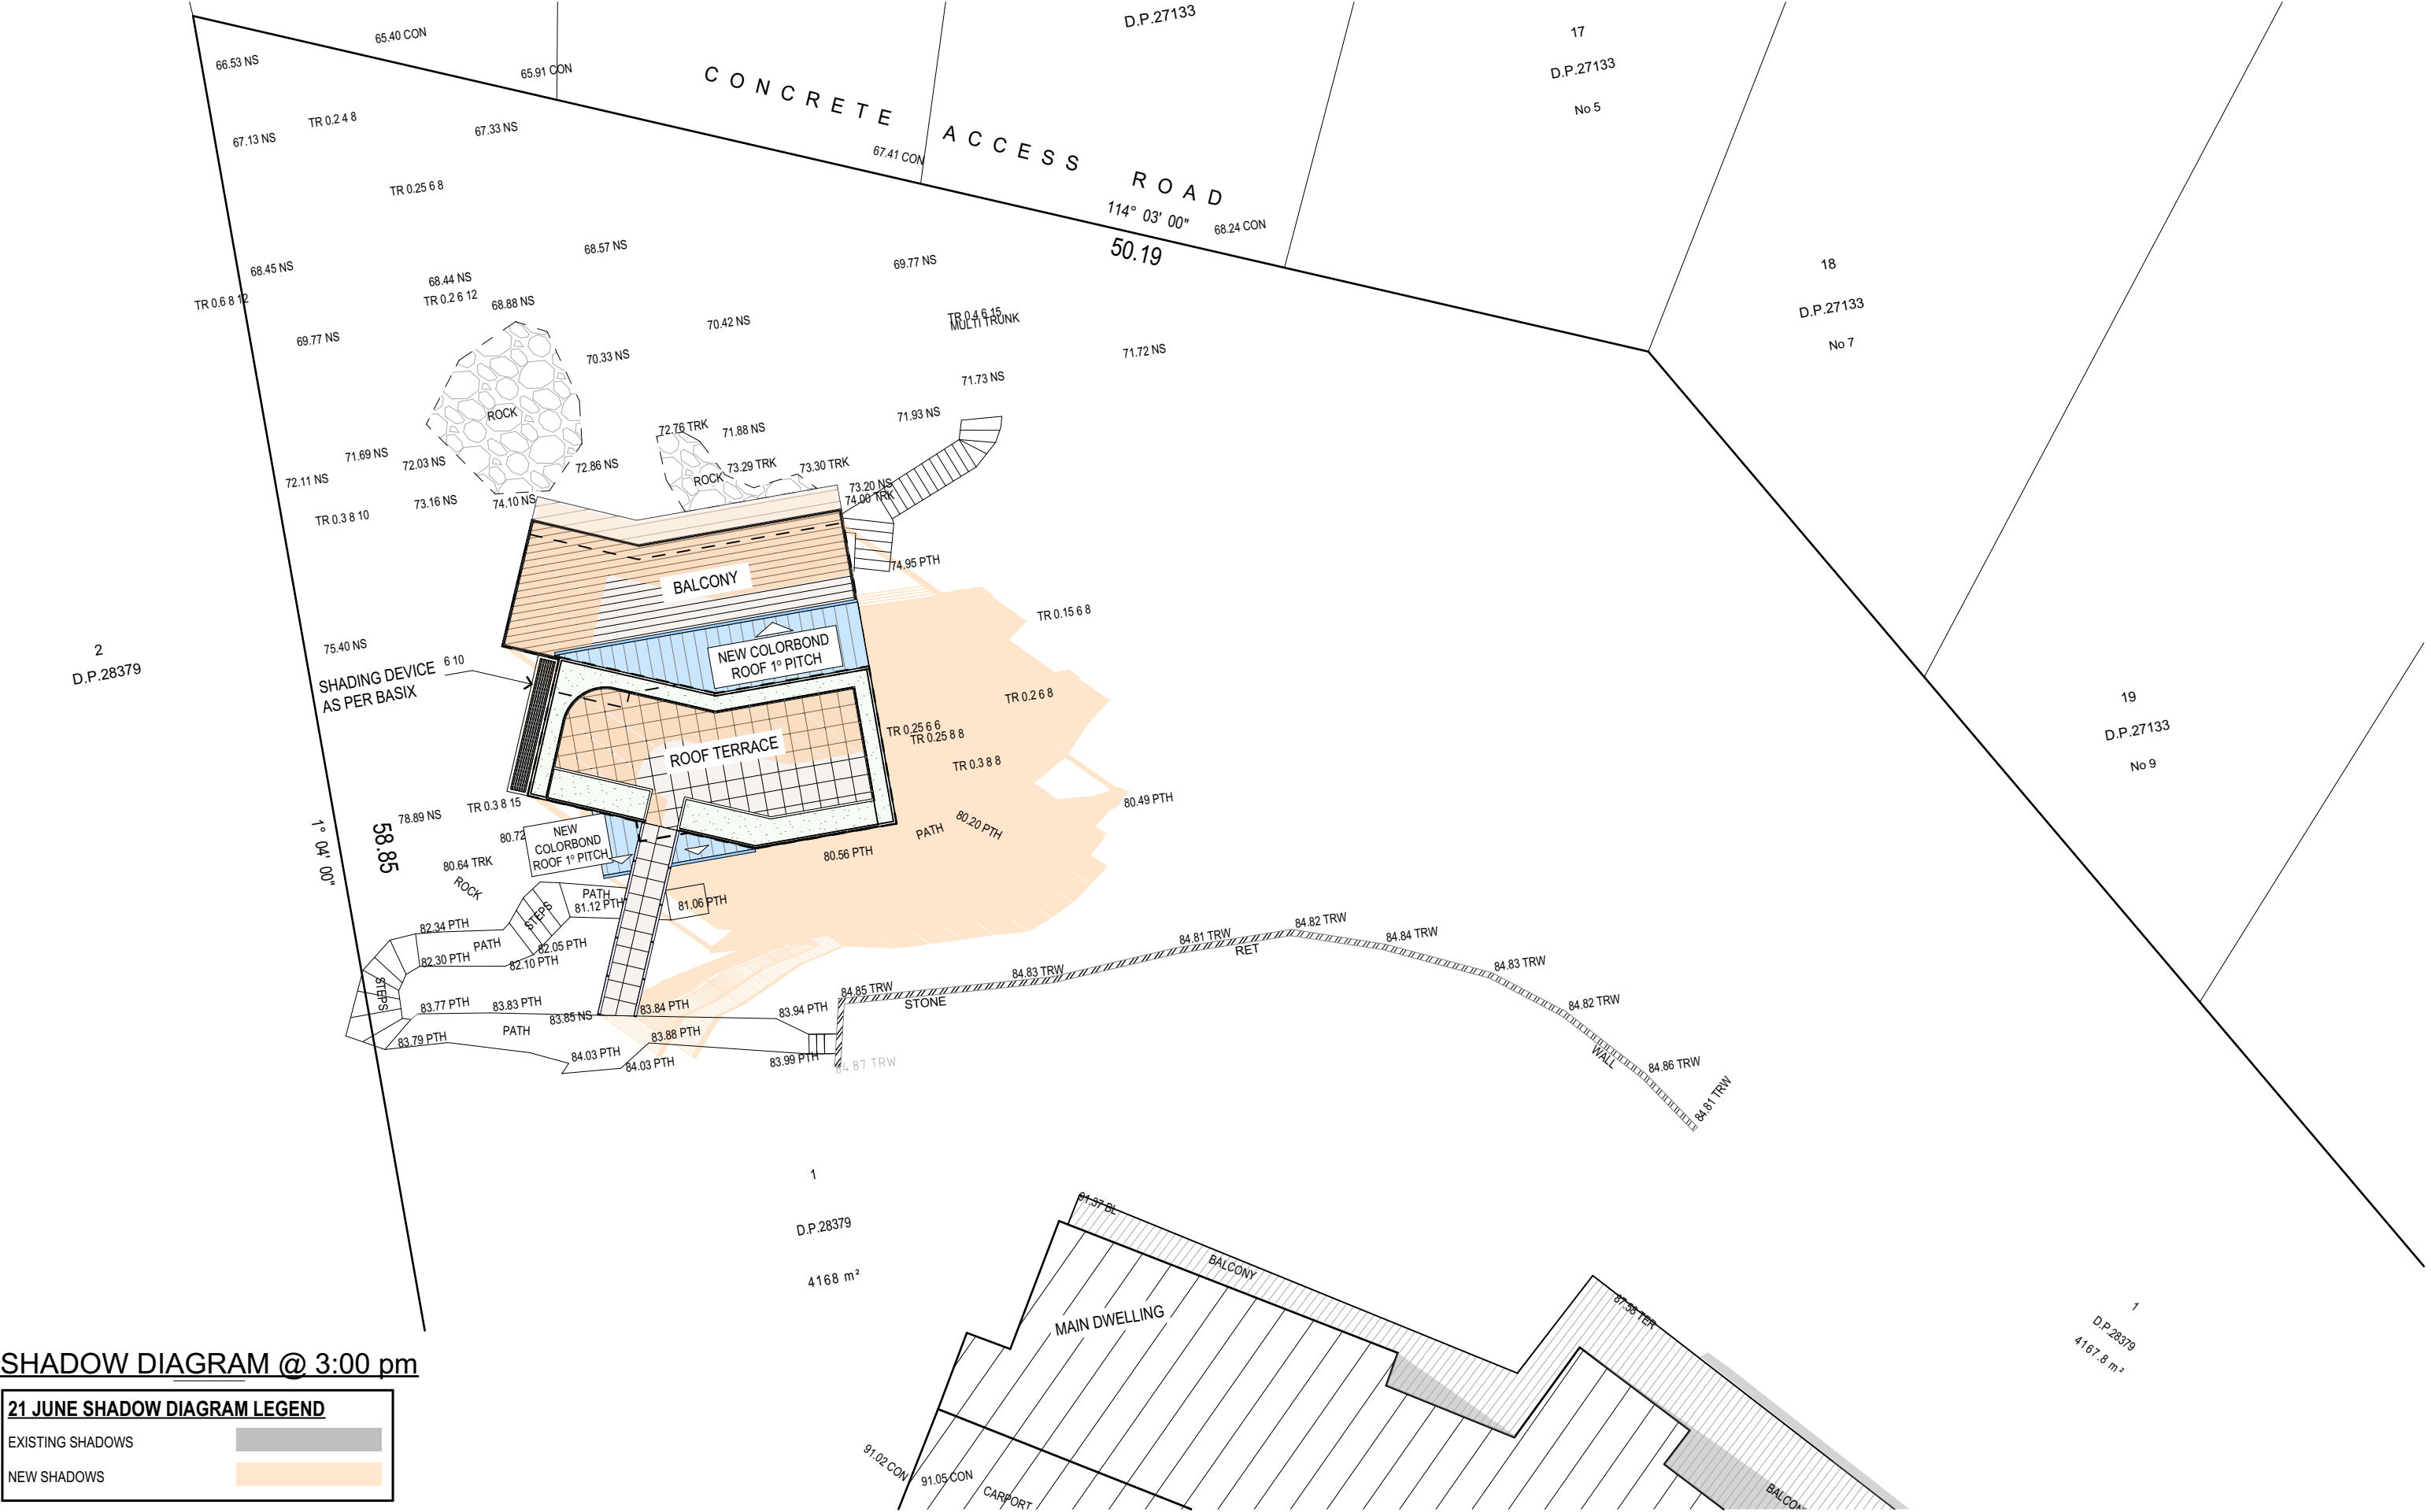 65.40 CON
D.P.27133
17
66.53 NS
65.91 CON
D.P.27133
CONCRETE ACCESS ROAD
No 5
TR 0.2 4 8
67.13 NS
67.33 NS
67.41 CON
TR 0.25 6 8
114° 03' 00"
68.24 CON
50.19
68.57 NS
69.77 NS
68.45 NS
68.44 NS
TR 0.2 6 12
TR 0.6 8 12
68.88 NS
18
D.P.27133
No 7
69.77 NS
70.42 NS
TR 0.4 6 15
MULTI TRUNK
70.33 NS
71.72 NS
71.73 NS
ROCK
71.93 NS
72.76 TRK
71.88 NS
71.69 NS
72.03 NS
72.86 NS
73.29 TRK
73.30 TRK
ROCK
72.11 NS
73.20 NS
74.00 TRK
73.16 NS
74.10 NS
TR 0.3 8 10
74.95 PTH
BALCONY
TR 0.15 6 8
2
D.P.28379
75.40 NS
6 10
SHADING DEVICE
AS PER BASIX
NEW COLORBOND
ROOF 1º PITCH
TR 0.2 6 8
19
D.P.27133
No 9
TR 0.25 6 6
TR 0.25 8 8
ROOF TERRACE
TR 0.3 8 8
80.49 PTH
TR 0.3 8 15
78.89 NS
1° 04' 00"
58.85
80.72
NEW
COLORBOND
ROOF 1º PITCH
PATH
80.20 PTH
80.56 PTH
80.64 TRK
ROCK
PATH
81.12 PTH
81.06 PTH
STEPS
82.34 PTH
PATH
82.05 PTH
82.30 PTH
82.10 PTH
84.82 TRW
84.81 TRW
RET
84.84 TRW
84.83 TRW
84.83 TRW
84.85 TRW
STONE
STEPS
83.77 PTH
83.83 PTH
83.85 NS
83.84 PTH
83.94 PTH
84.82 TRW
PATH
83.79 PTH
83.88 PTH
84.03 PTH
84.03 PTH
83.99 PTH
84.87 TRW
WALL
84.86 TRW
84.81 TRW
1
D.P.28379
4168 m²
91.37 BL
BALCONY
MAIN DWELLING
87.58 TER
1
D.P.28379
4167.8 m²
SHADOW DIAGRAM @ 3:00 pm
21 JUNE SHADOW DIAGRAM LEGEND
EXISTING SHADOWS
NEW SHADOWS
91.02 CON
91.05 CON
CARPORT
BALCONY